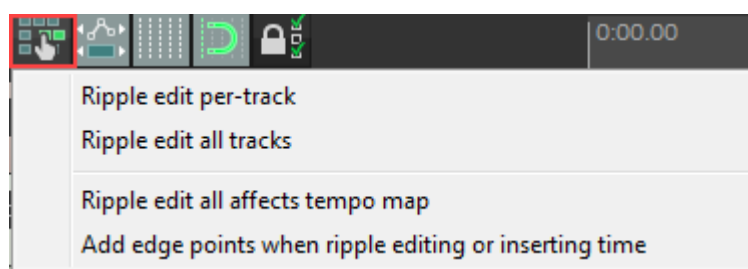 0:00.00
Ripple edit per-track
Ripple edit all tracks
Ripple edit all affects tempo map
Add edge points when ripple editing or inserting time